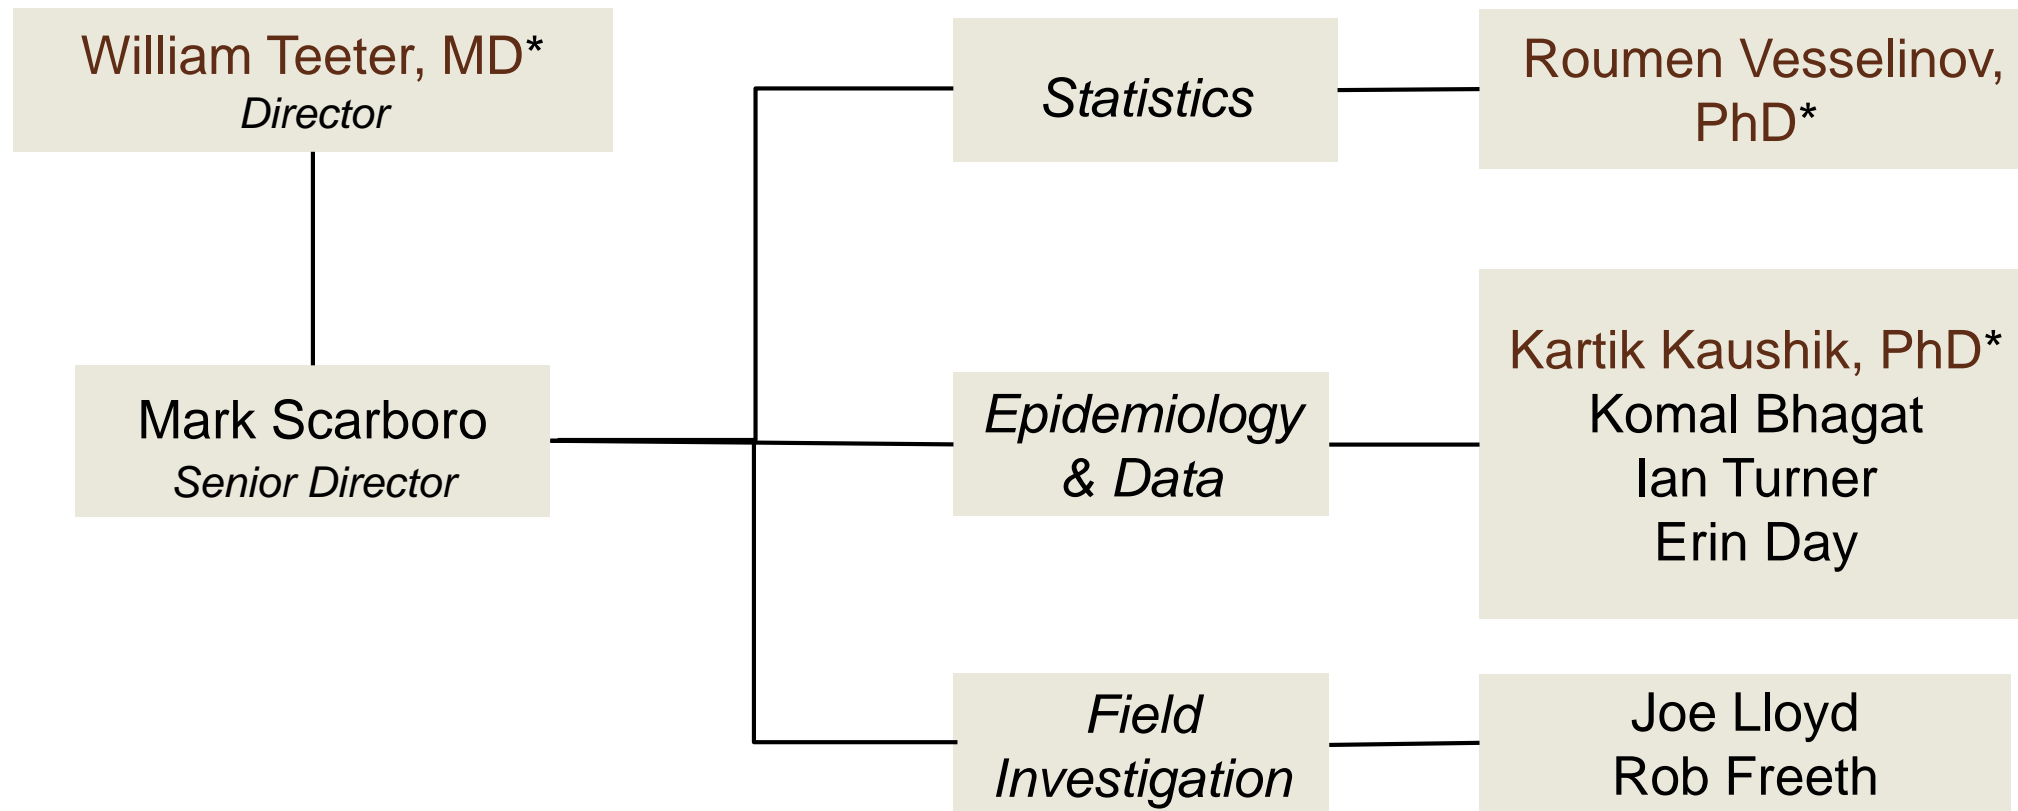 William Teeter, MD*
Director
Mark Scarboro
Senior Director
Statistics
Roumen Vesselinov,
PhD*
Epidemiology
& Data
Kartik Kaushik, PhD*
Komal Bhagat
Ian Turner
Erin Day
Field
Investigation
Joe Lloyd
Rob Freeth